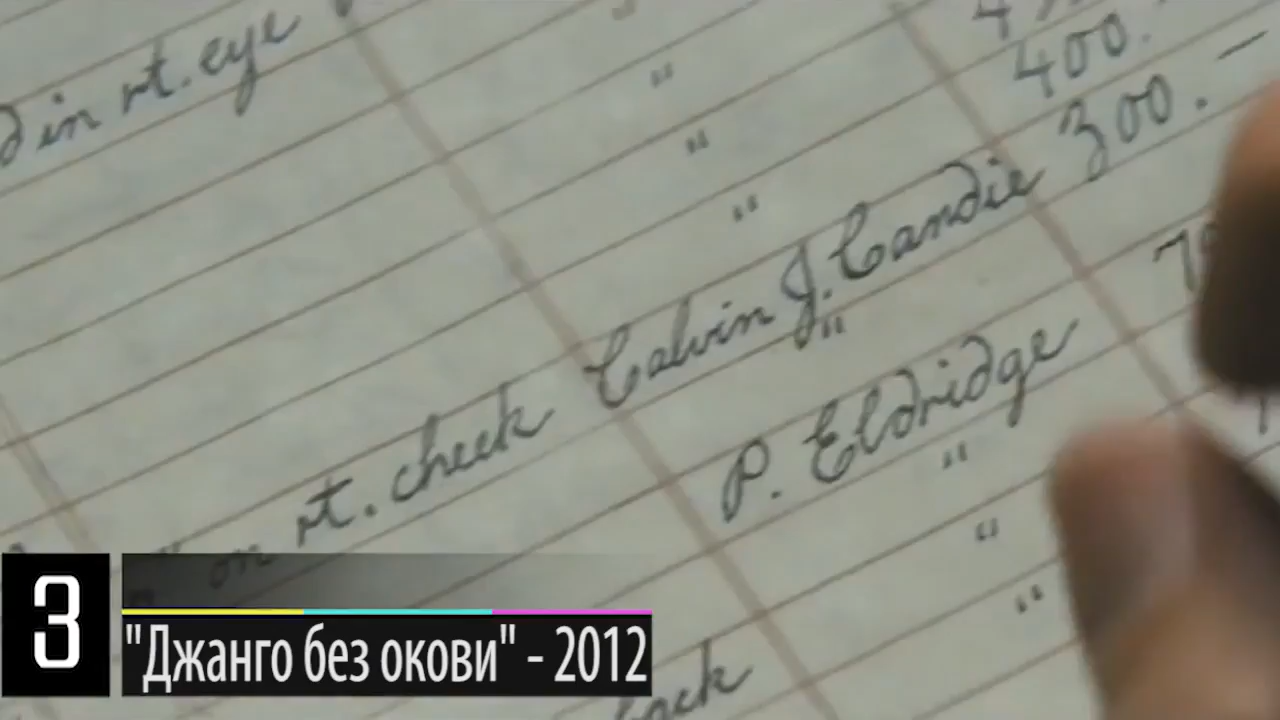 d in rt. eye
"
400.
"
"
on rt. cheek Calvin J. Candie 300. —
"
P. Eldridge
"
"
"
3
"Джанго без окови" - 2012